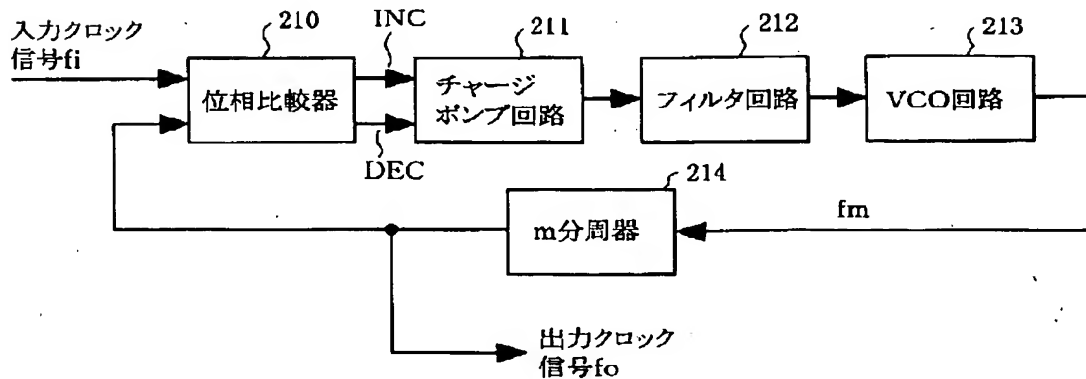 入力クロック
信号fi
210
INC
211
212
213
位相比較器
チャージ
ポンプ回路
フィルタ回路
VCO回路
DEC
214
m分周器
fm
出力クロック
信号fo